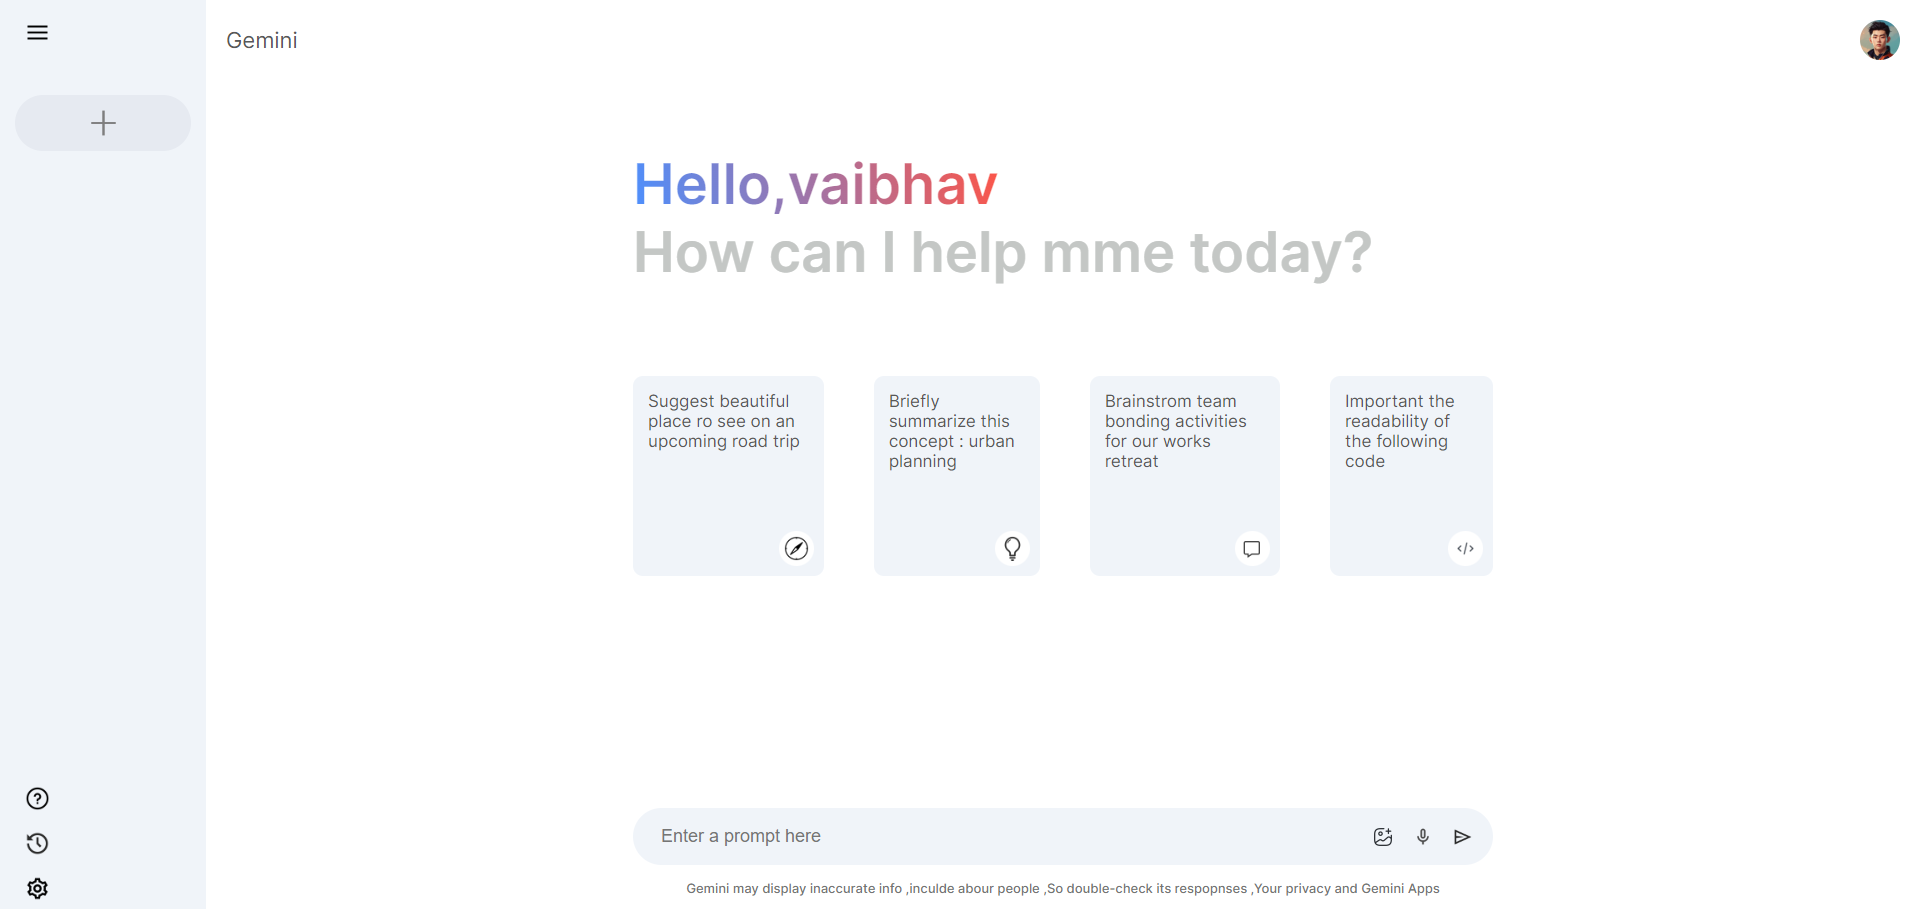 Gemini
Hello,vaibhav
How can I help mme today?
Suggest beautiful
place ro see on an
upcoming road trip
Briefly
summarize this
concept : urban
planning
Brainstrom team
bonding activities
for our works
retreat
Important the
readability of
the following
code
Enter a prompt here
Gemini may display inaccurate info ,inculde abour people ,So double-check its respopnses ,Your privacy and Gemini Apps